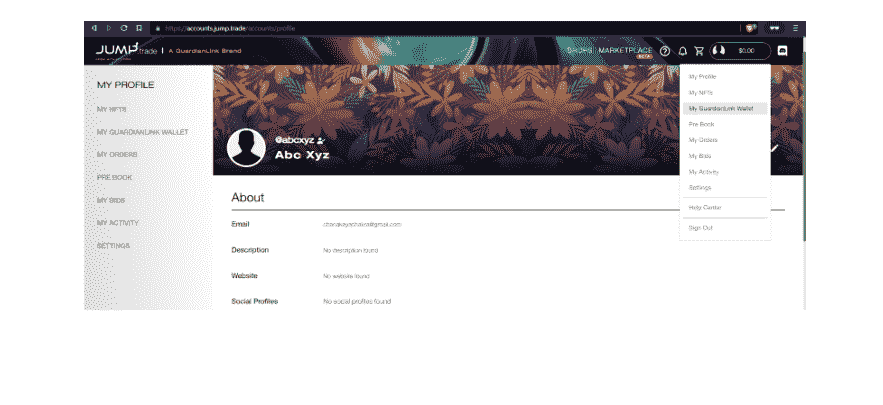 https://accounts.jump.trade/accounts/profile
JUMP.trade | A GuardianLink Brand
DROPS MARKETPLACE $0.00
BETA
MY PROFILE
MY NFTS
MY GUARDIANLINK WALLET
MY ORDERS
PRE BOOK
MY BIDS
MY ACTIVITY
SETTINGS
@abcxyz
Abc Xyz
About
Email
Description No description found
Website No website found
Social Profiles No social profiles found
My Profile
My NFTs
My GuardianLink Wallet
Pre Book
My Orders
My Bids
My Activity
Settings
Help Center
Sign Out